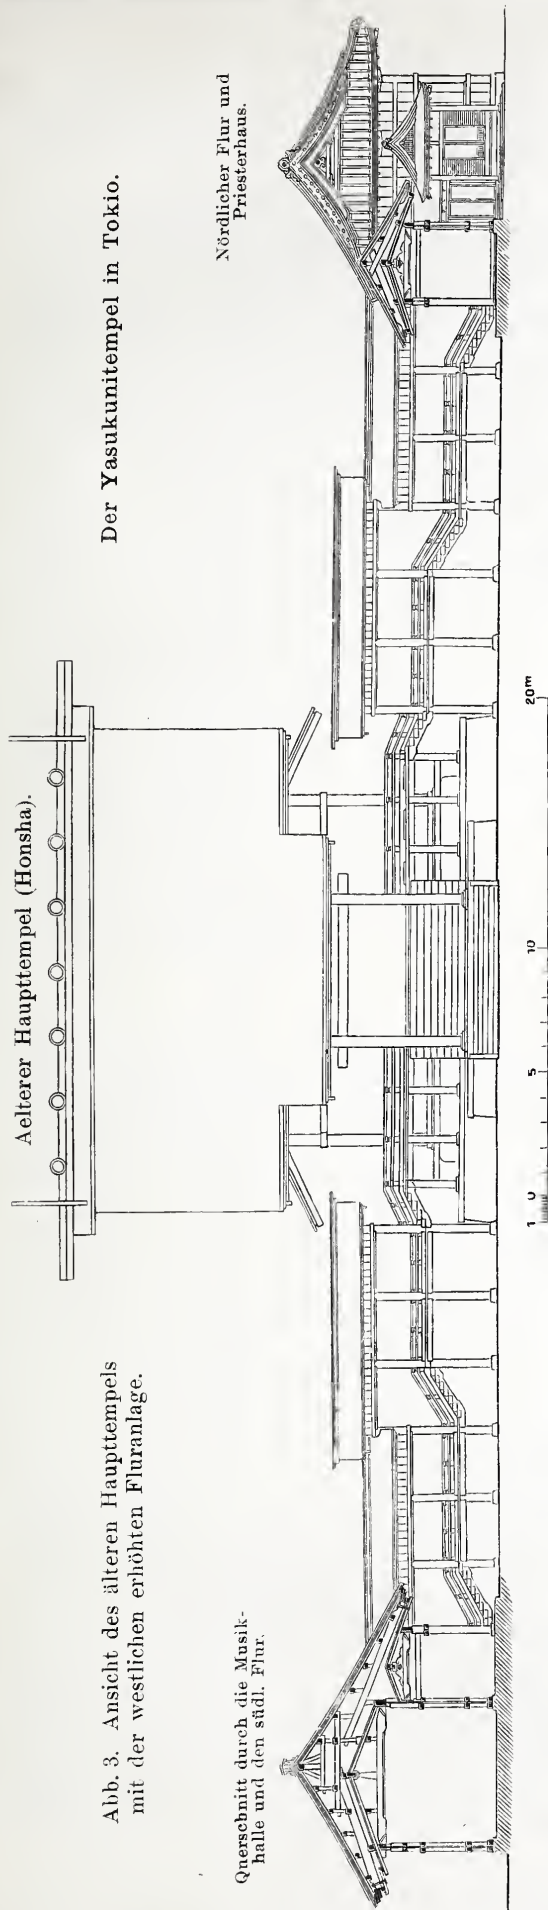 Aelterer Haupttempel (Honsha).
Der Yasukunitempel in Tokio.
Abb. 3. Ansicht des älteren Haupttempels
mit der westlichen erhöhten Fluranlage.
Querschnitt durch die Musik-
halle und den südl. Flur.
Nördlicher Flur und
Priesterhaus.
1 0 5 10 20m